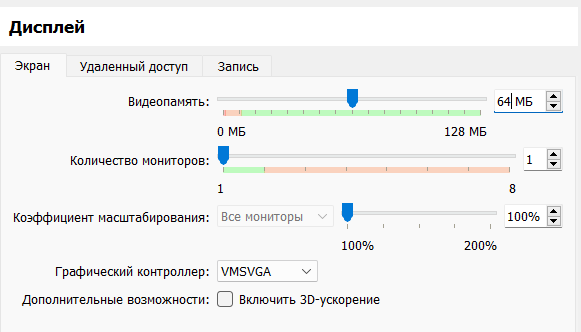 Дисплей
Экран Удаленный доступ Запись
Видеопамять: 64 МБ
0 МБ 128 МБ
Количество мониторов: 1
1 8
Коэффициент масштабирования: Все мониторы 100%
100% 200%
Графический контроллер: VMSVGA
Дополнительные возможности: Включить 3D-ускорение